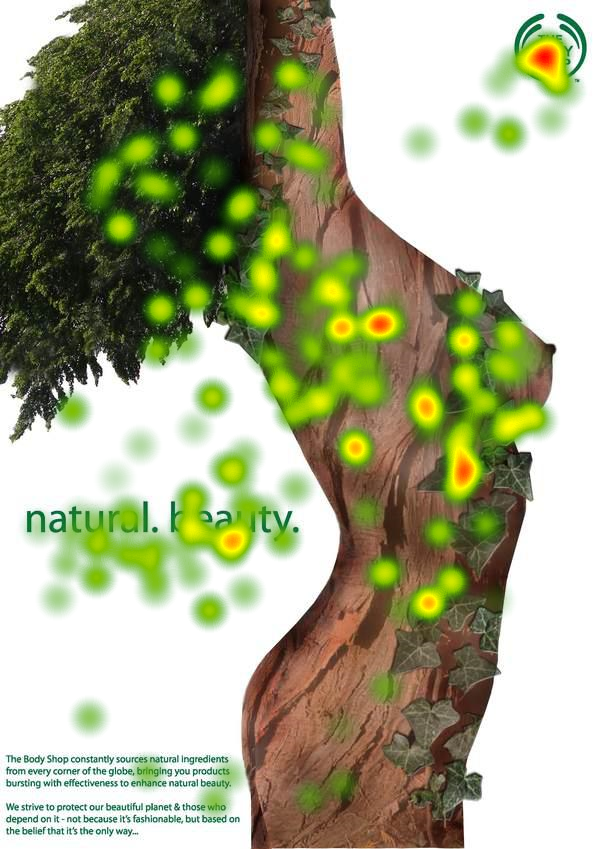 THE
natural. beauty.
The Body Shop constantly sources natural ingredients
from every corner of the globe, bringing you products
bursting with effectiveness to enhance natural beauty.
We strive to protect our beautiful planet & those who
depend on it - not because it's fashionable, but based on
the belief that it's the only way...